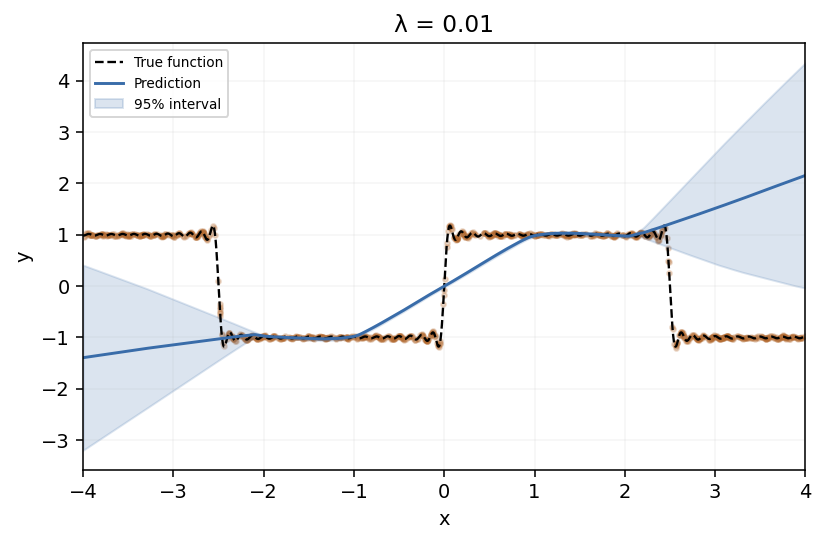 λ = 0.01
True function
Prediction
95% interval
4
3
2
1
0
−1
−2
−3
y
−4 −3 −2 −1 0 1 2 3 4
x